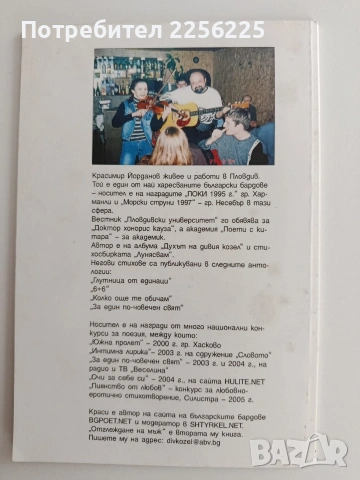 Обяви № 2256225
Красимир Йорданов живее и работи в Пловдив.
Той е един от най харесваните български бардове
- носител е на наградите "ПОКИ 1995 г." гр. Хар-
манли и "Морски струни 1997" – гр. Несебър в тази
сфера.
Вестник "Пловдивски университет" го обявява за
"Доктор хонорис кауза", а академия "Поети с ки-
тара" – за академик.
Автор е на албума "Духът на дивия козел" и сти-
хосбирката "Лунясвам".
Негови стихове са публикувани в следните анто-
логии:
"Глутница от единаци"
"6+6"
"Колко още те обичам"
"За един по-човечен свят"
Носител е на награди от много национални кон-
курси за поезия, между които:
"Южна пролет" – 2000 г. гр. Хасково
"Интимна лирика"– 2003 г. на сдружение "Словото"
"За един по-човечен свят" – 2003 г. и 2004 г., на
радио и ТВ "Веселина"
"Очи за себе си" – 2004 г., на сайта HULITE.NET
"Пиянство от любов" – конкурс за любовно-
еротично стихотворение, Силистра – 2005 г.
Краси е автор на сайта на българските бардове
BGPOET.NET и модератор в SHTYRKEL.NET.
"Отглеждане на мъж" е втората му книга.
Пишете му на адрес: divkozel@abv.bg
bazar